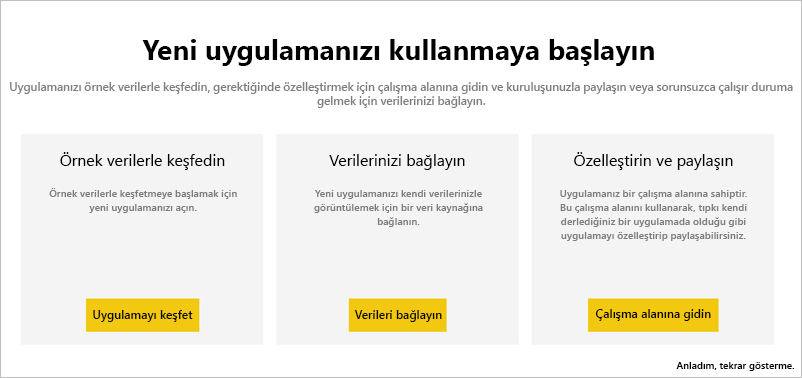 Yeni uygulamanızı kullanmaya başlayın
Uygulamanızı örnek verilerle keşfedin, gerektiğinde özelleştirmek için çalışma alanına gidin ve kuruluşunuzla paylaşın veya sorunsuzca çalışır duruma
gelmek için verilerinizi bağlayın.
Örnek verilerle keşfedin
Örnek verilerle keşfetmeye başlamak için
yeni uygulamanızı açın.
Uygulamayı keşfet
Verilerinizi bağlayın
Yeni uygulamanızı kendi verilerinizle
görüntülemek için bir veri kaynağına
bağlanın.
Verileri bağlayın
Özelleştirin ve paylaşın
Uygulamanız bir çalışma alanına sahiptir.
Bu çalışma alanını kullanarak, tıpkı kendi
derlediğiniz bir uygulamada olduğu gibi
uygulamayı özelleştirip paylaşabilirsiniz.
Çalışma alanına gidin
Anladım, tekrar gösterme.